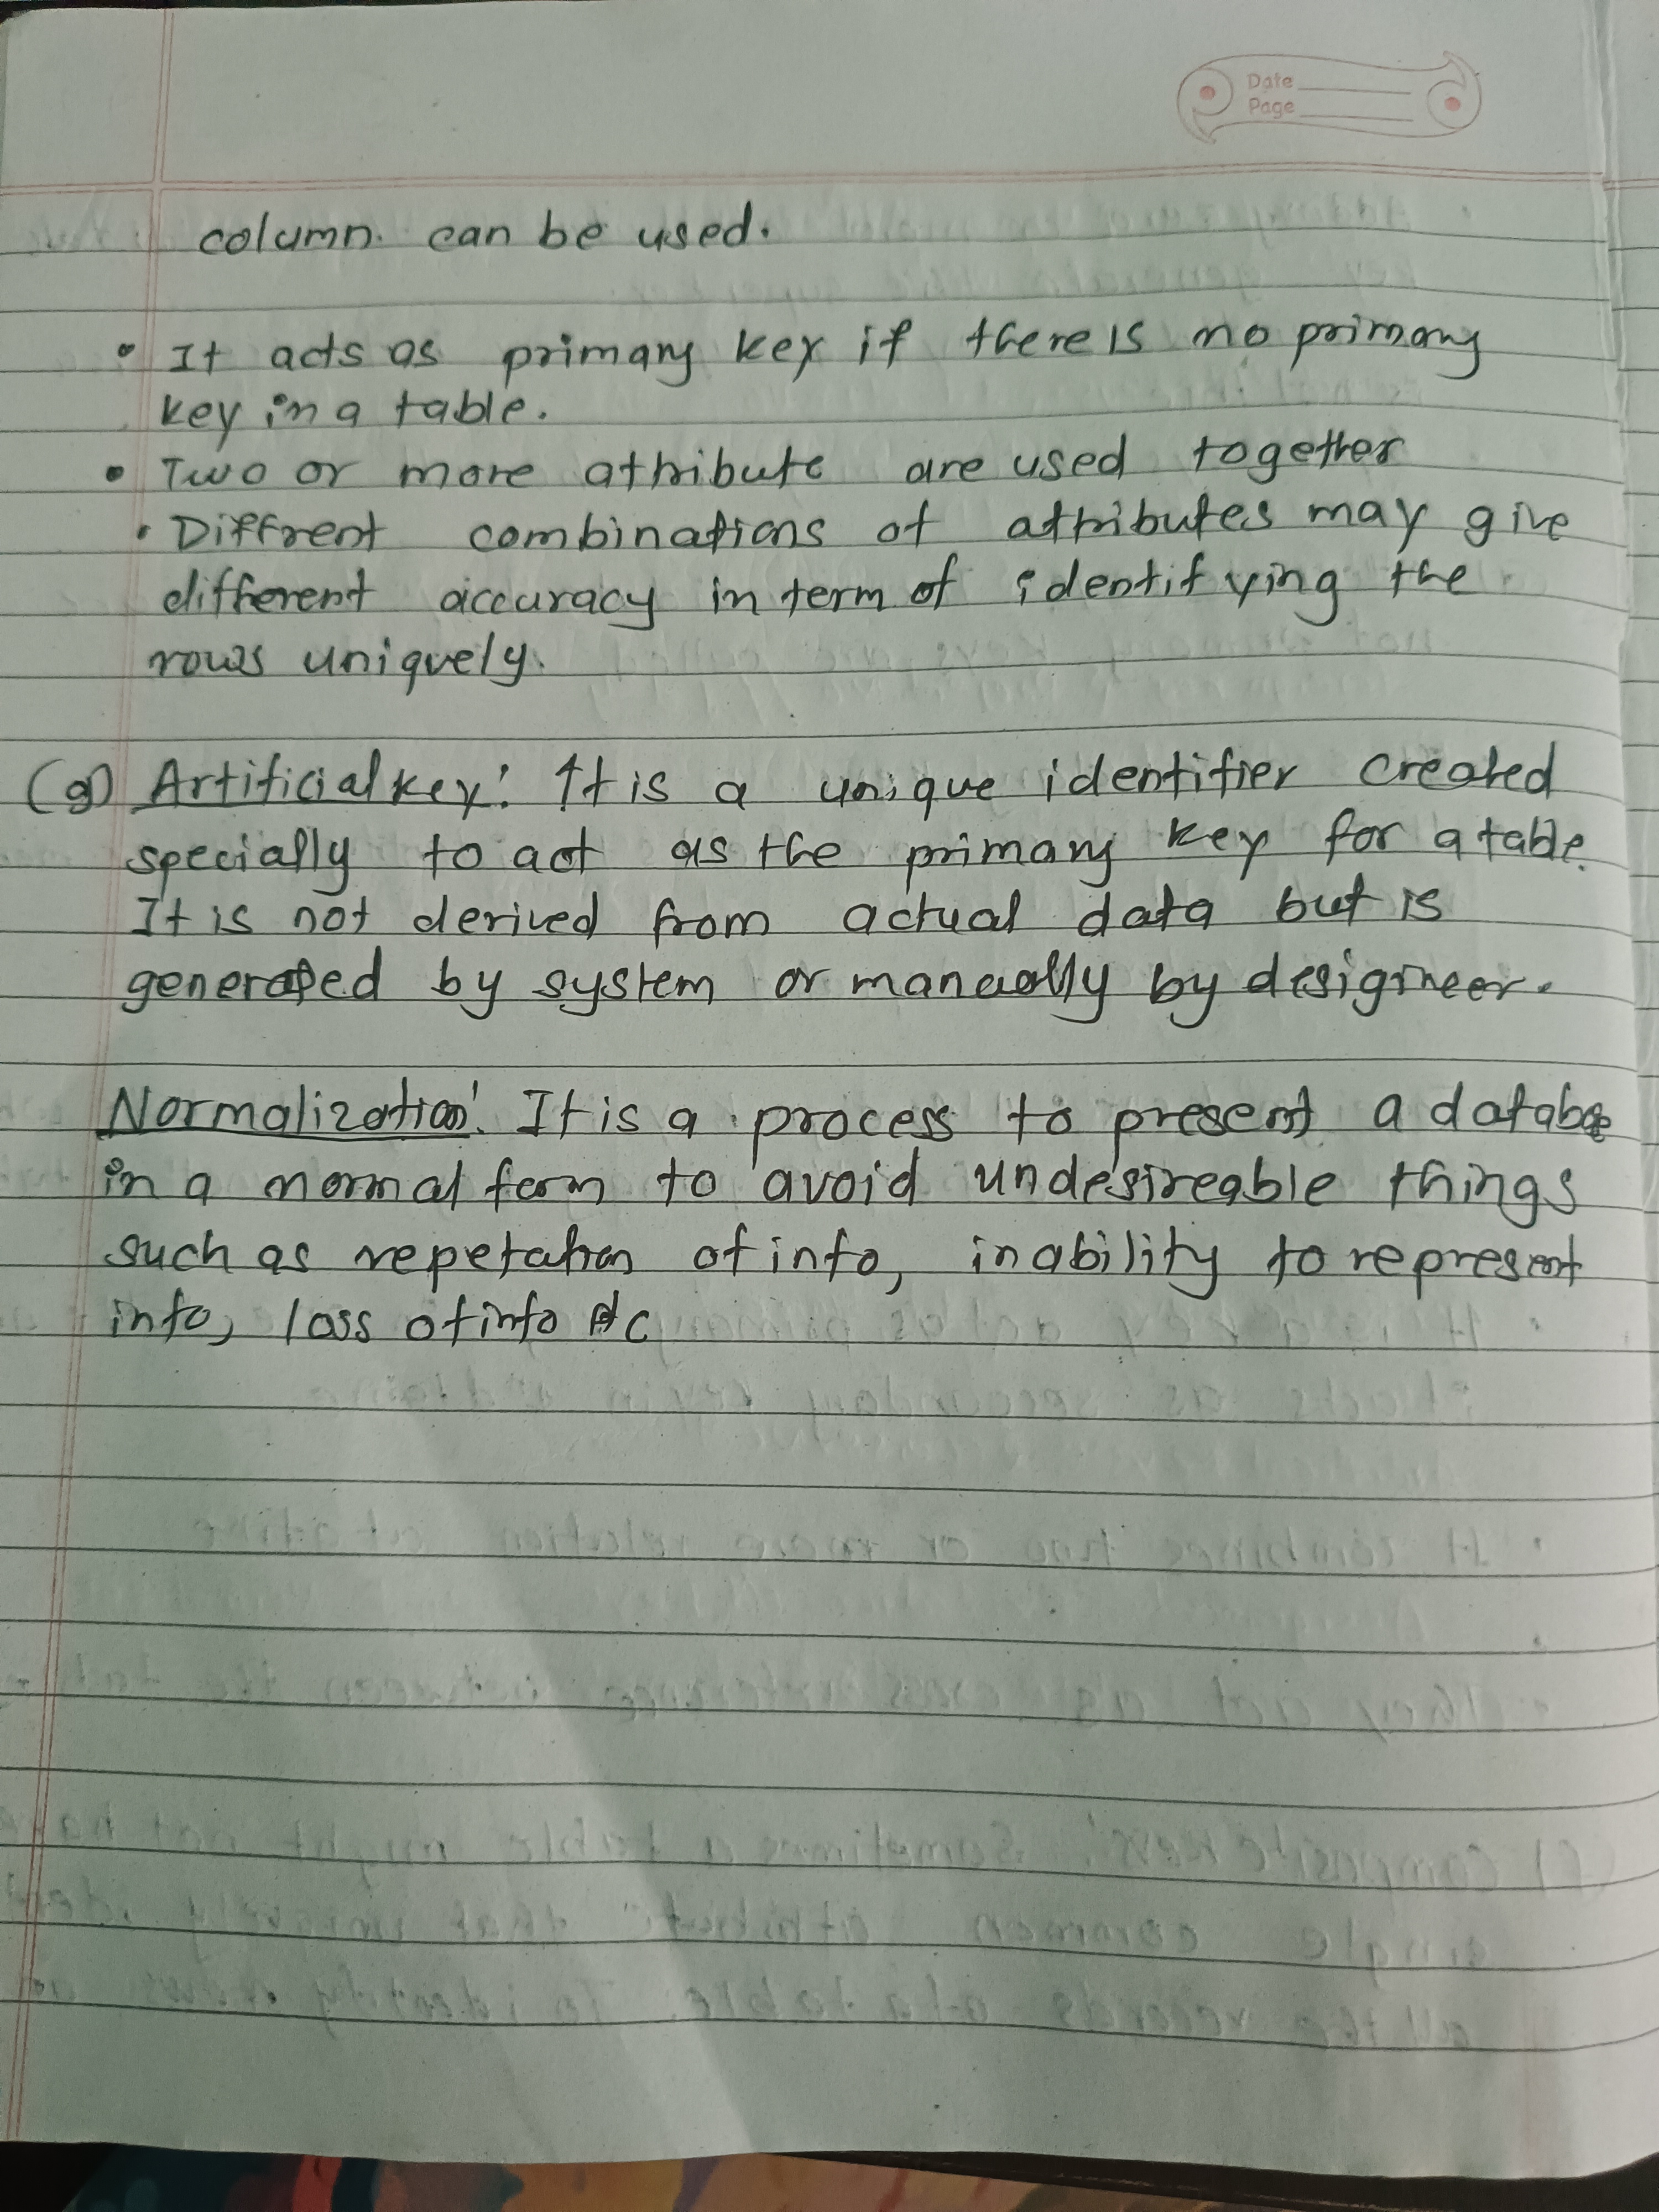 Date
Page
column. can be used.
• It acts as primary key if there is no primary
key in a table.
• Two or more attribute are used together
• Diffrent combinations of attributes may give
different accuracy in term of identifying the
rows uniquely.
(g) Artificial key: It is a unique identifier created
specially to act as the primary key for a table.
It is not derived from actual data but is
generated by system or manually by desigineer.
Normalization: It is a process to present a databse
in a normal form to avoid undesireable things
such as repetation of info, inability to represent
info, loss of info etc